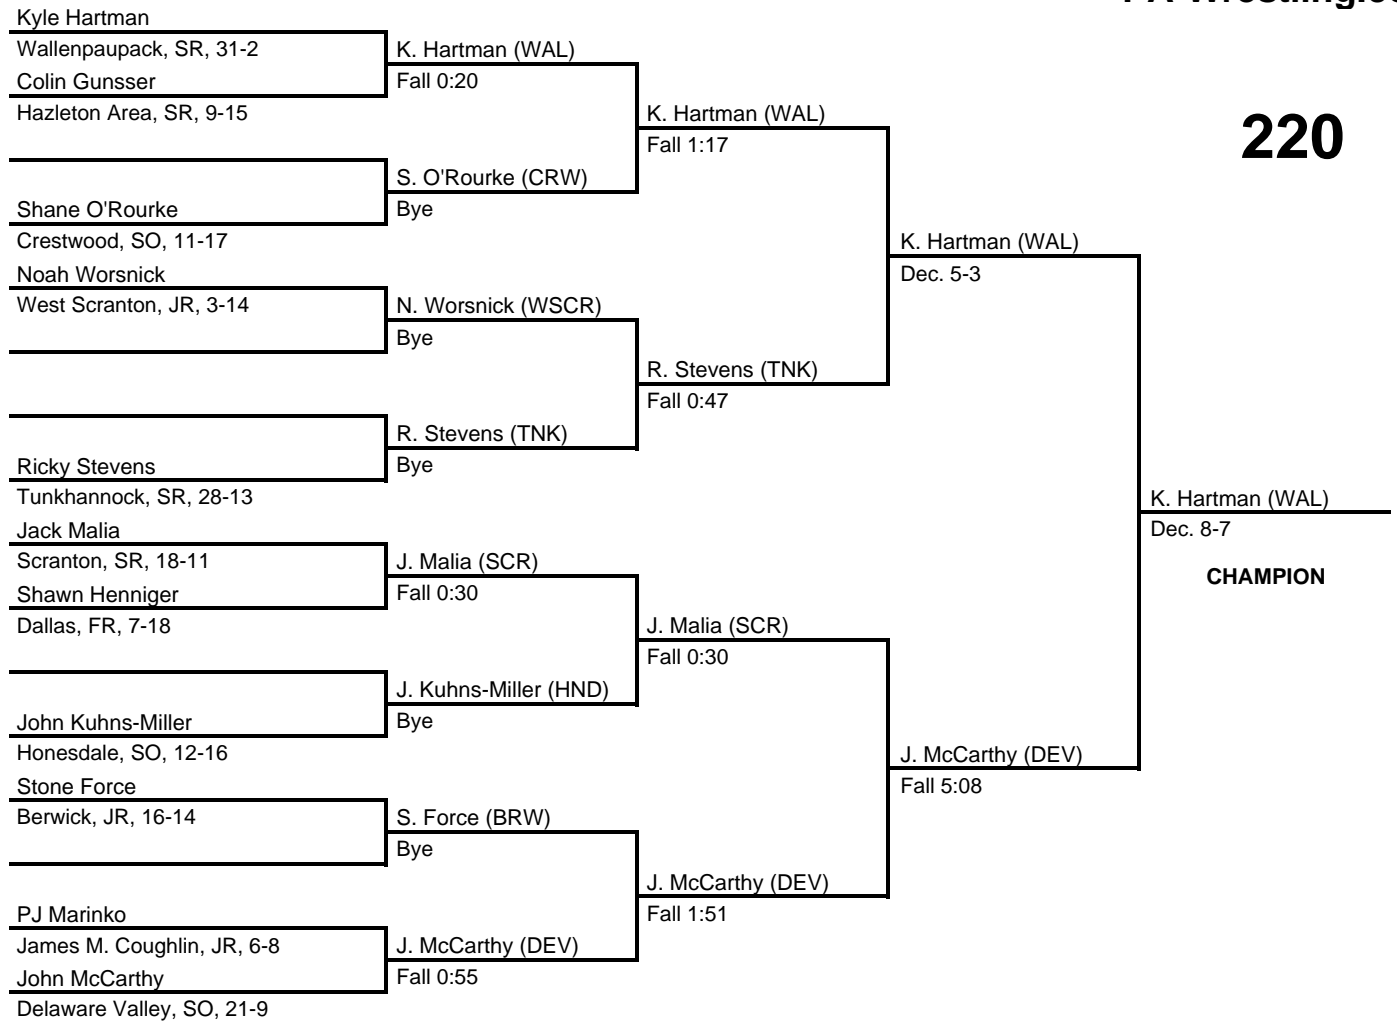 Kyle Hartman
Wallenpaupack, SR, 31-2
Colin Gunsser
Hazleton Area, SR, 9-15
Shane O'Rourke
Crestwood, SO, 11-17
Noah Worsnick
West Scranton, JR, 3-14
Ricky Stevens
Tunkhannock, SR, 28-13
Jack Malia
Scranton, SR, 18-11
Shawn Henniger
Dallas, FR, 7-18
John Kuhns-Miller
Honesdale, SO, 12-16
Stone Force
Berwick, JR, 16-14
PJ Marinko
James M. Coughlin, JR, 6-8
John McCarthy
Delaware Valley, SO, 21-9
K. Hartman (WAL)
Fall 0:20
S. O'Rourke (CRW)
Bye
N. Worsnick (WSCR)
Bye
R. Stevens (TNK)
Bye
J. Malia (SCR)
Fall 0:30
J. Kuhns-Miller (HND)
Bye
S. Force (BRW)
Bye
J. McCarthy (DEV)
Fall 0:55
K. Hartman (WAL)
Fall 1:17
R. Stevens (TNK)
Fall 0:47
J. Malia (SCR)
Fall 0:30
J. McCarthy (DEV)
Fall 1:51
K. Hartman (WAL)
Dec. 5-3
J. McCarthy (DEV)
Fall 5:08
220
K. Hartman (WAL)
Dec. 8-7
CHAMPION